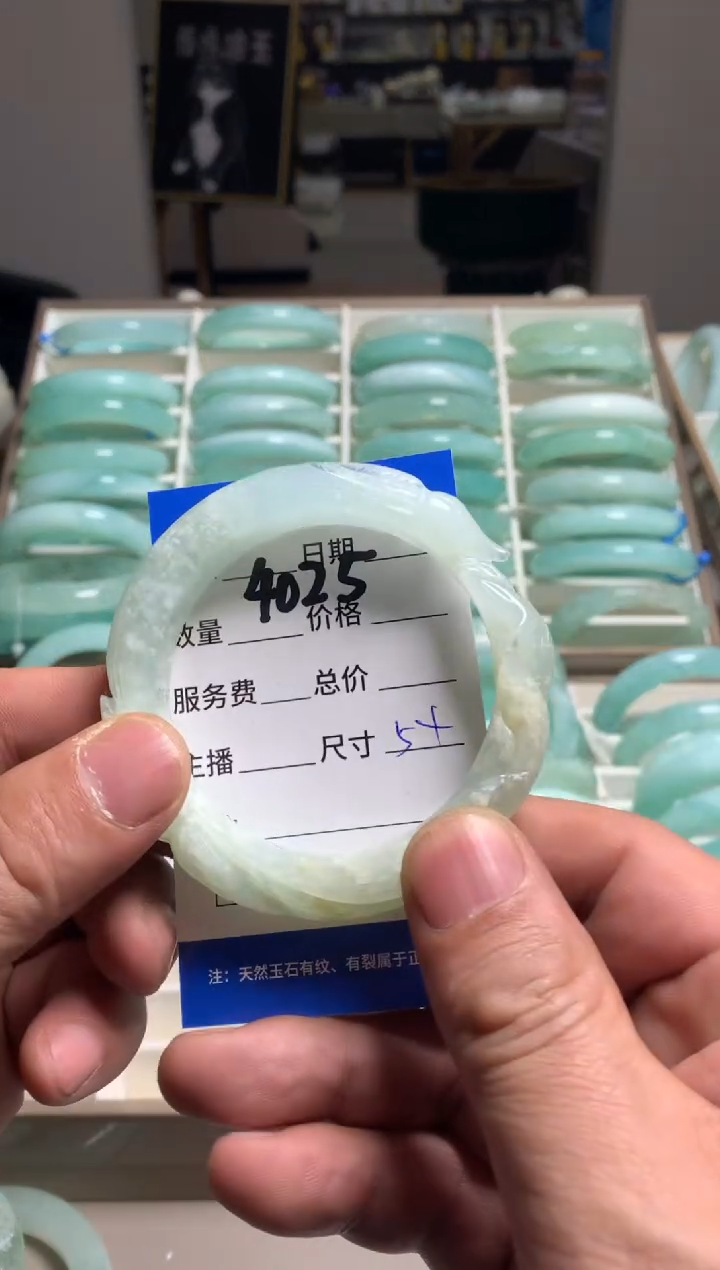 日期
4025
数量 价格
服务费 总价
主播 尺寸 54
注：天然玉石有纹、有裂属于正